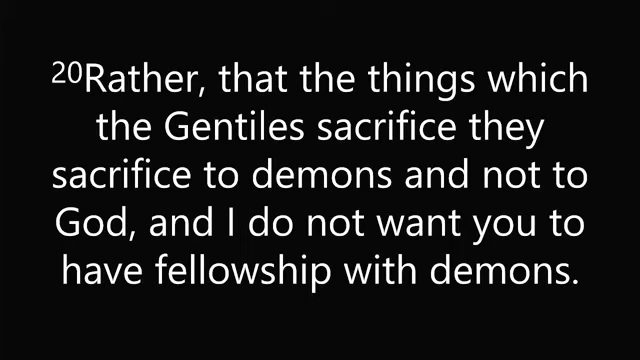 20Rather, that the things which
the Gentiles sacrifice they
sacrifice to demons and not to
God, and I do not want you to
have fellowship with demons.